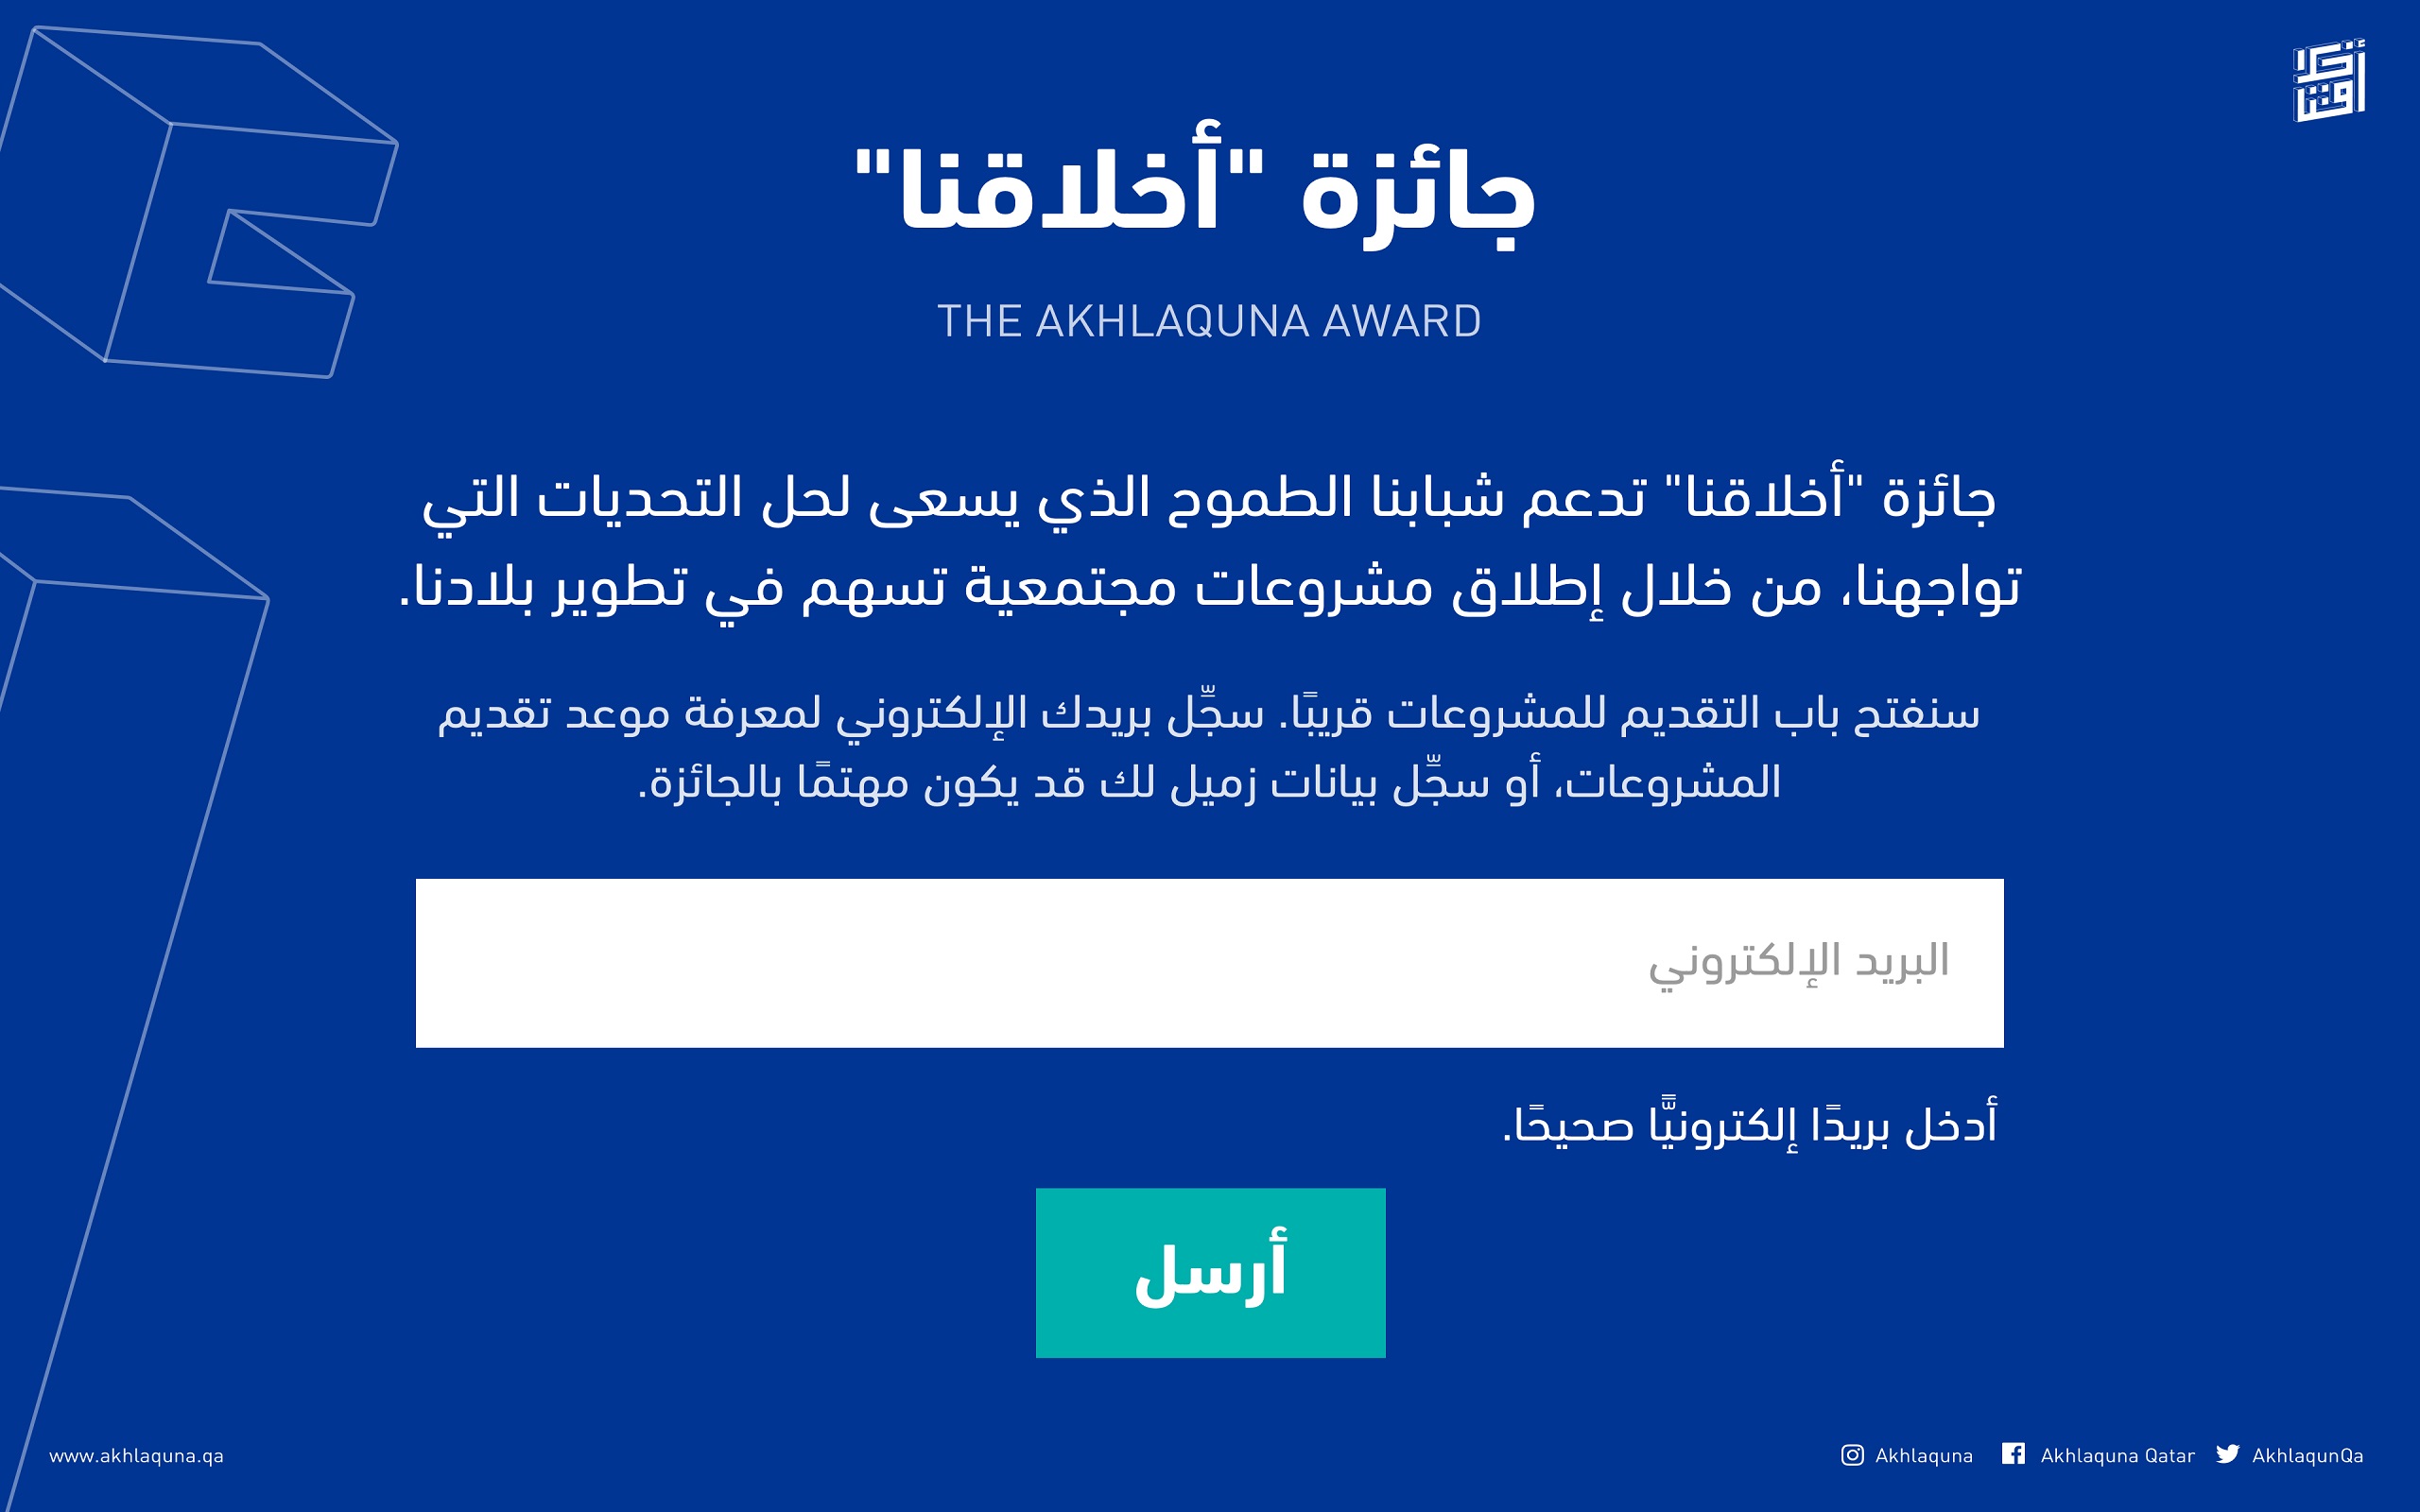 أخلاقنا
جائزة "أخلاقنا"
THE AKHLAQUNA AWARD
جائزة "أخلاقنا" تدعم شبابنا الطموح الذي يسعى لحل التحديات التي
تواجهنا، من خلال إطلاق مشروعات مجتمعية تسهم في تطوير بلادنا.
سنفتح باب التقديم للمشروعات قريبًا. سجِّل بريدك الإلكتروني لمعرفة موعد تقديم
المشروعات، أو سجِّل بيانات زميل لك قد يكون مهتمًا بالجائزة.
البريد الإلكتروني
أدخل بريدًا إلكترونيًّا صحيحًا.
أرسل
www.akhlaquna.qa
Akhlaquna Akhlaquna Qatar AkhlaqunQa